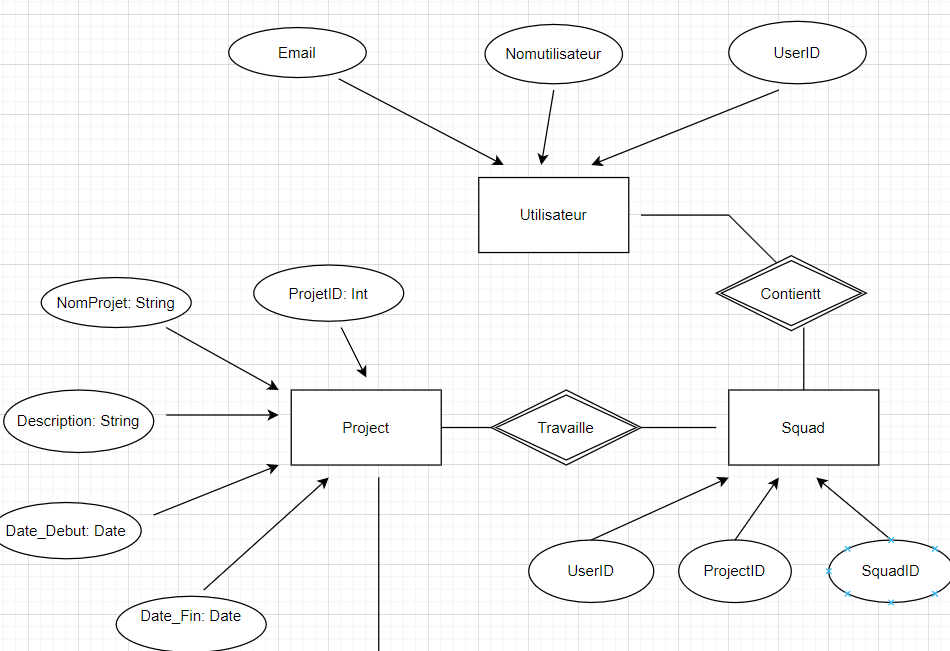 Email
Nomutilisateur
UserID
Utilisateur
Contientt
NomProjet: String
ProjetID: Int
Description: String
Project
Travaille
Squad
Date_Debut: Date
UserID
ProjectID
SquadID
Date_Fin: Date